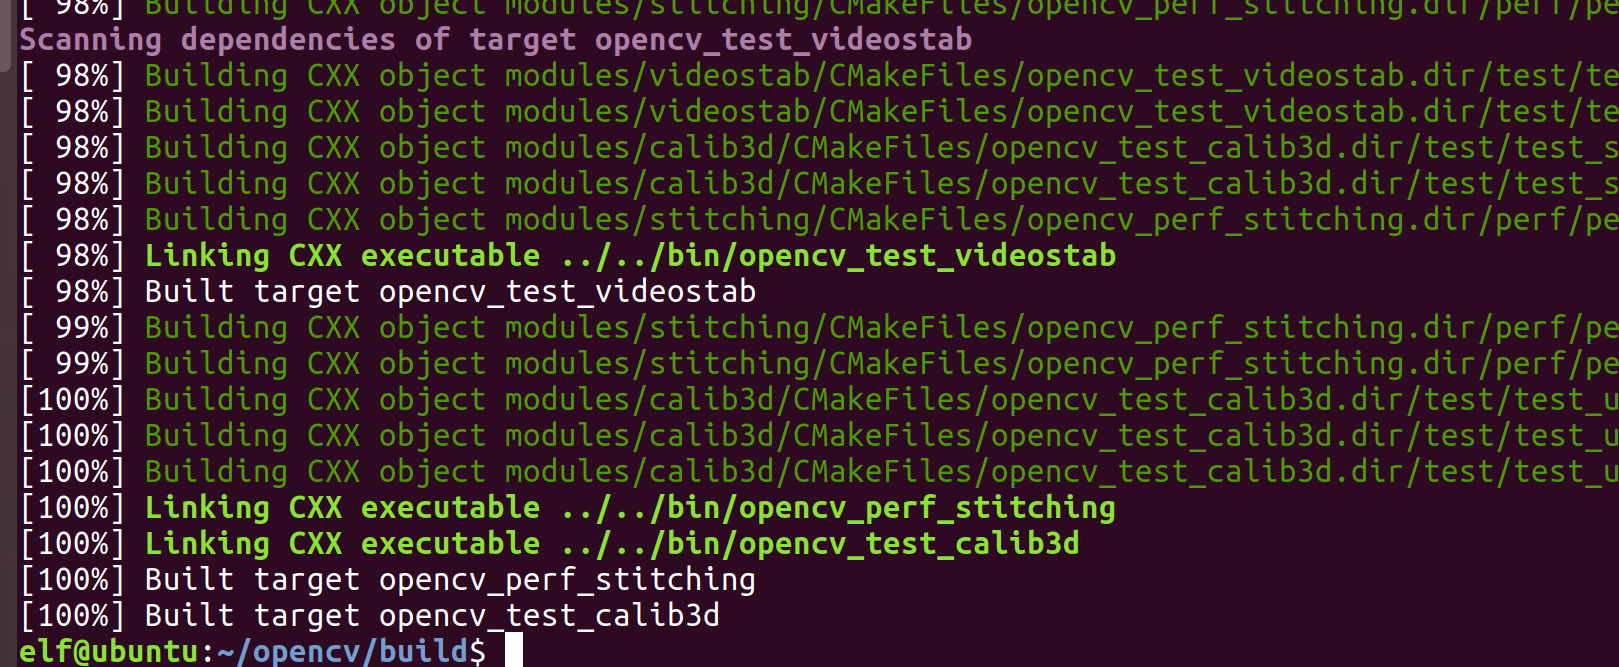 [ 98%] Building CXX object modules/stitching/CMakeFiles/opencv_perf_stitching.dir/perf/pe
Scanning dependencies of target opencv_test_videostab
[ 98%] Building CXX object modules/videostab/CMakeFiles/opencv_test_videostab.dir/test/te
[ 98%] Building CXX object modules/videostab/CMakeFiles/opencv_test_videostab.dir/test/te
[ 98%] Building CXX object modules/calib3d/CMakeFiles/opencv_test_calib3d.dir/test/test_s
[ 98%] Building CXX object modules/calib3d/CMakeFiles/opencv_test_calib3d.dir/test/test_s
[ 98%] Building CXX object modules/stitching/CMakeFiles/opencv_perf_stitching.dir/perf/pe
[ 98%] Linking CXX executable ../../bin/opencv_test_videostab
[ 98%] Built target opencv_test_videostab
[ 99%] Building CXX object modules/stitching/CMakeFiles/opencv_perf_stitching.dir/perf/pe
[ 99%] Building CXX object modules/stitching/CMakeFiles/opencv_perf_stitching.dir/perf/pe
[100%] Building CXX object modules/calib3d/CMakeFiles/opencv_test_calib3d.dir/test/test_u
[100%] Building CXX object modules/calib3d/CMakeFiles/opencv_test_calib3d.dir/test/test_u
[100%] Building CXX object modules/calib3d/CMakeFiles/opencv_test_calib3d.dir/test/test_u
[100%] Linking CXX executable ../../bin/opencv_perf_stitching
[100%] Linking CXX executable ../../bin/opencv_test_calib3d
[100%] Built target opencv_perf_stitching
[100%] Built target opencv_test_calib3d
elf@ubuntu:~/opencv/build$